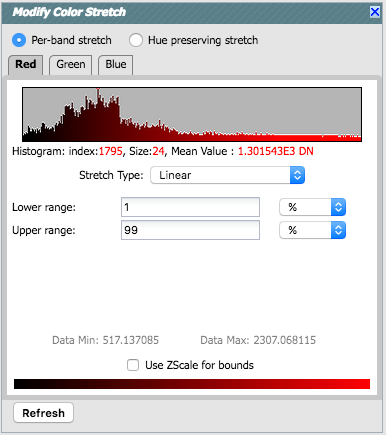 Modify Color Stretch
Per-band stretch Hue preserving stretch
Red Green Blue
Histogram: index:1795, Size:24, Mean Value : 1.301543E3 DN
Stretch Type: Linear
Lower range: 1 %
Upper range: 99 %
Data Min: 517.137085 Data Max: 2307.068115
Use ZScale for bounds
Refresh